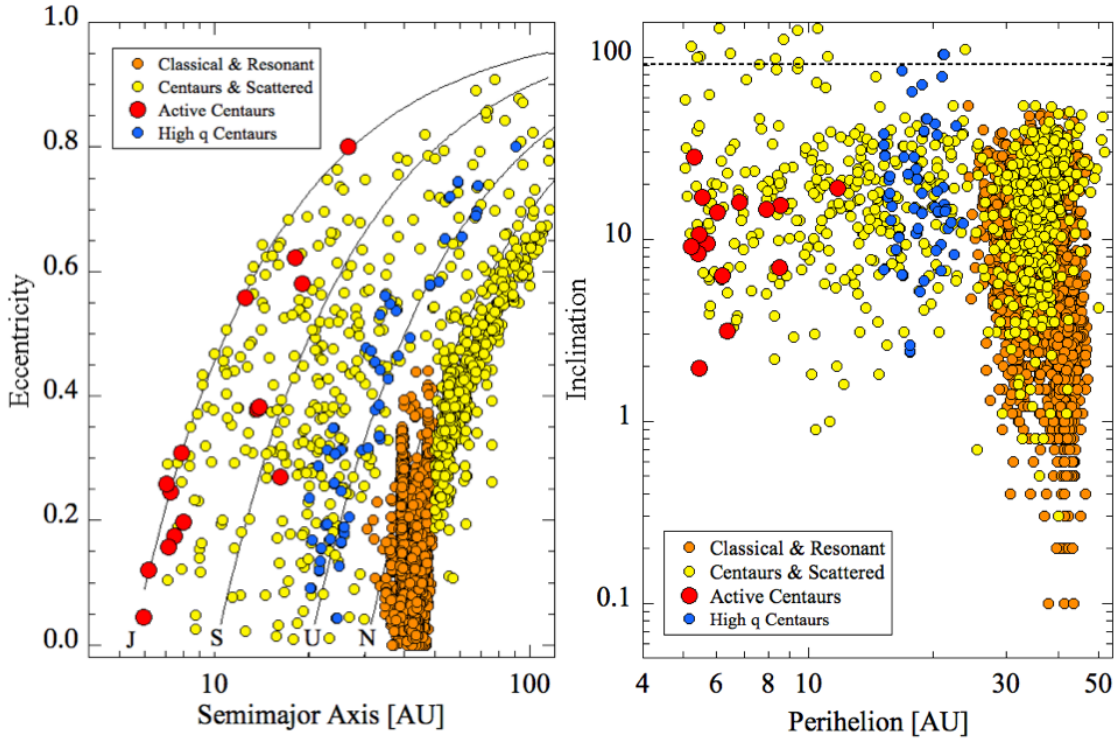 1.0
0.8
0.6
0.4
0.2
0.0
Eccentricity
Classical & Resonant
Centaurs & Scattered
Active Centaurs
High q Centaurs
J
S
U
N
10
100
Semimajor Axis [AU]
100
10
1
0.1
Inclination
Classical & Resonant
Centaurs & Scattered
Active Centaurs
High q Centaurs
4 6 8 10 30 50
Perihelion [AU]